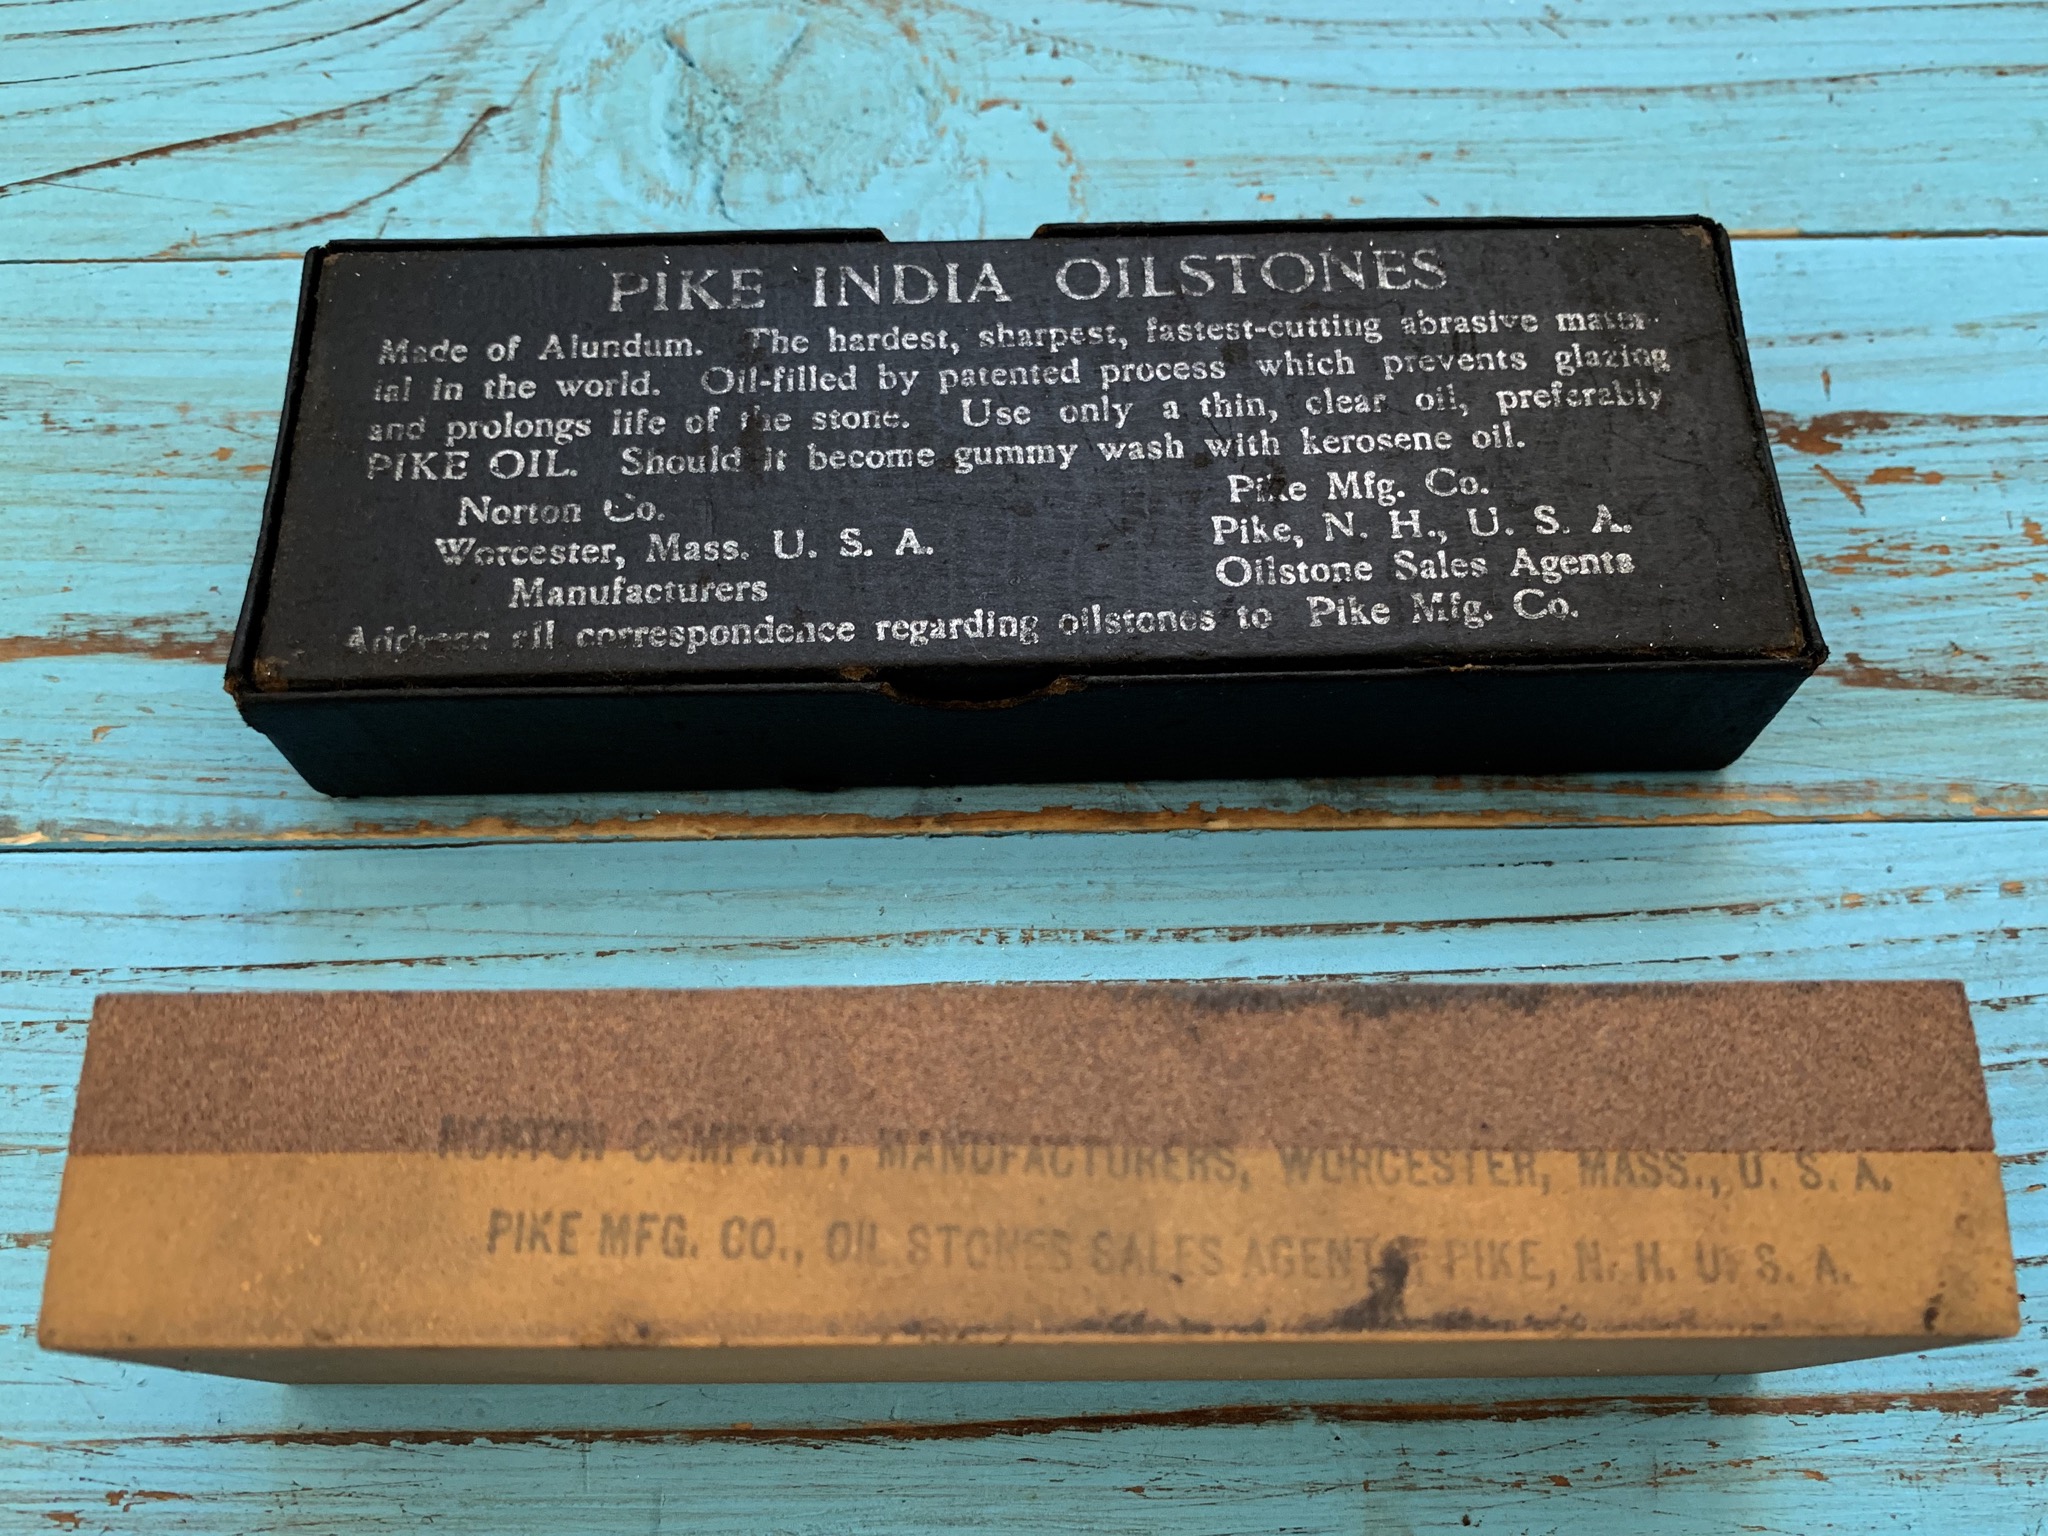 PIKE INDIA OILSTONES
Made of Alundum. The hardest, sharpest, fastest-cutting abrasive mater-
ial in the world. Oil-filled by patented process which prevents glazing
and prolongs life of the stone. Use only a thin, clear oil, preferably
PIKE OIL. Should it become gummy wash with kerosene oil.
Norton Co.
Worcester, Mass. U. S. A.
Manufacturers
Pike Mfg. Co.
Pike, N. H., U. S. A.
Oilstone Sales Agents
Address all correspondence regarding oilstones to Pike Mfg. Co.
NORTON COMPANY, MANUFACTURERS, WORCESTER, MASS., U. S. A.
PIKE MFG. CO., OIL STONES SALES AGENTS PIKE, N. H. U. S. A.